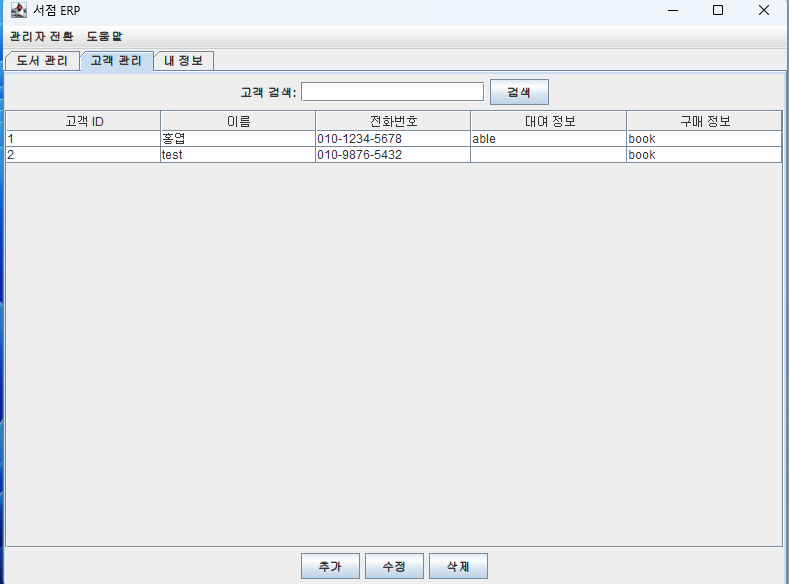 서점 ERP
관리자 전환 도움말
도서 관리 고객 관리 내 정보
고객 검색: 검색
고객 ID 이름 전화번호 대여 정보 구매 정보
1 홍엽 010-1234-5678 able book
2 test 010-9876-5432 book
추가 수정 삭제